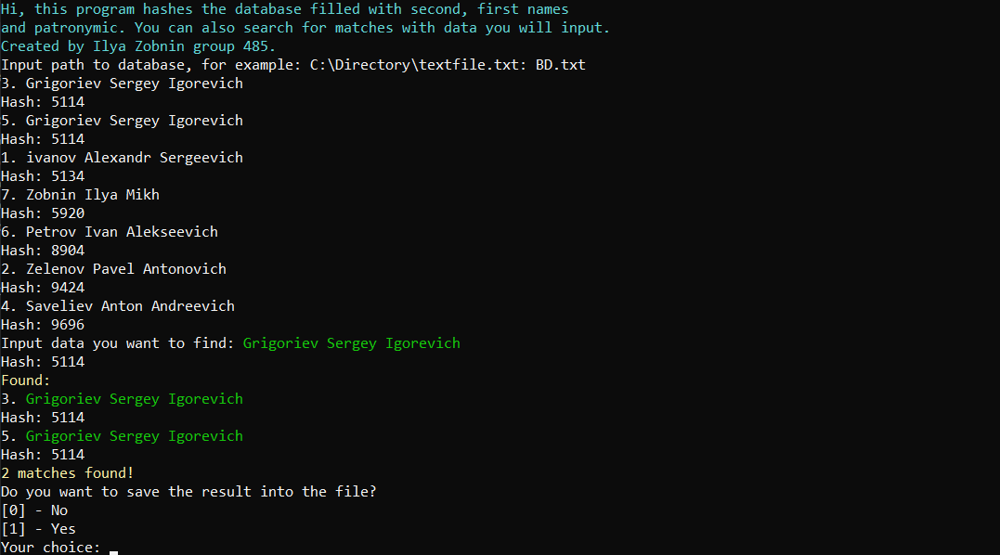 Hi, this program hashes the database filled with second, first names
and patronymic. You can also search for matches with data you will input.
Created by Ilya Zobnin group 485.
Input path to database, for example: C:\Directory\textfile.txt: BD.txt
3. Grigoriev Sergey Igorevich
Hash: 5114
5. Grigoriev Sergey Igorevich
Hash: 5114
1. ivanov Alexandr Sergeevich
Hash: 5134
7. Zobnin Ilya Mikh
Hash: 5920
6. Petrov Ivan Alekseevich
Hash: 8904
2. Zelenov Pavel Antonovich
Hash: 9424
4. Saveliev Anton Andreevich
Hash: 9696
Input data you want to find: Grigoriev Sergey Igorevich
Hash: 5114
Found:
3. Grigoriev Sergey Igorevich
Hash: 5114
5. Grigoriev Sergey Igorevich
Hash: 5114
2 matches found!
Do you want to save the result into the file?
[0] - No
[1] - Yes
Your choice: